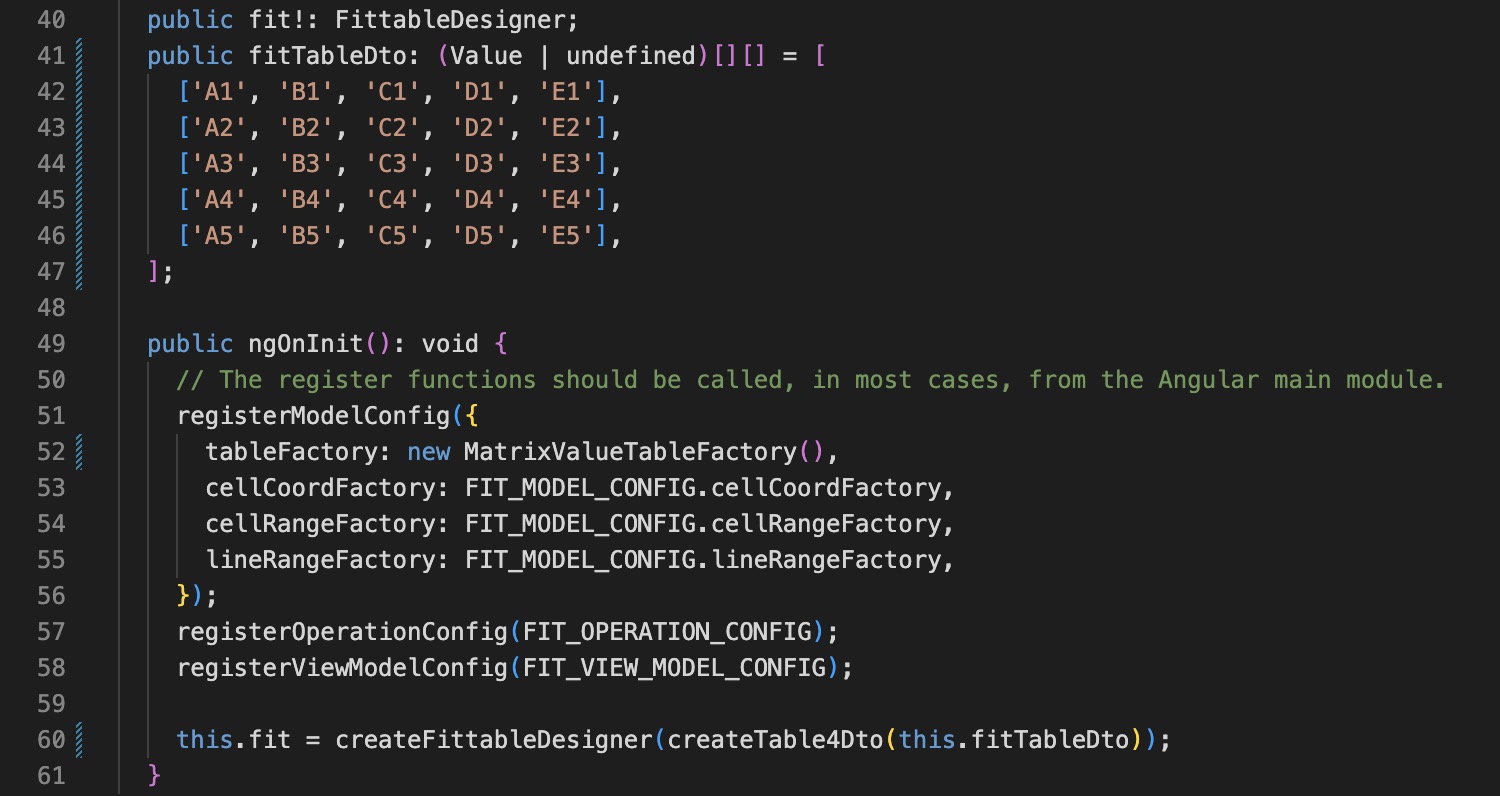 40 public fit!: FittableDesigner;
41 public fitTableDto: (Value | undefined)[][] = [
42 ['A1', 'B1', 'C1', 'D1', 'E1'],
43 ['A2', 'B2', 'C2', 'D2', 'E2'],
44 ['A3', 'B3', 'C3', 'D3', 'E3'],
45 ['A4', 'B4', 'C4', 'D4', 'E4'],
46 ['A5', 'B5', 'C5', 'D5', 'E5'],
47 ];
48
49 public ngOnInit(): void {
50 // The register functions should be called, in most cases, from the Angular main module.
51 registerModelConfig({
52 tableFactory: new MatrixValueTableFactory(),
53 cellCoordFactory: FIT_MODEL_CONFIG.cellCoordFactory,
54 cellRangeFactory: FIT_MODEL_CONFIG.cellRangeFactory,
55 lineRangeFactory: FIT_MODEL_CONFIG.lineRangeFactory,
56 });
57 registerOperationConfig(FIT_OPERATION_CONFIG);
58 registerViewModelConfig(FIT_VIEW_MODEL_CONFIG);
59
60 this.fit = createFittableDesigner(createTable4Dto(this.fitTableDto));
61 }